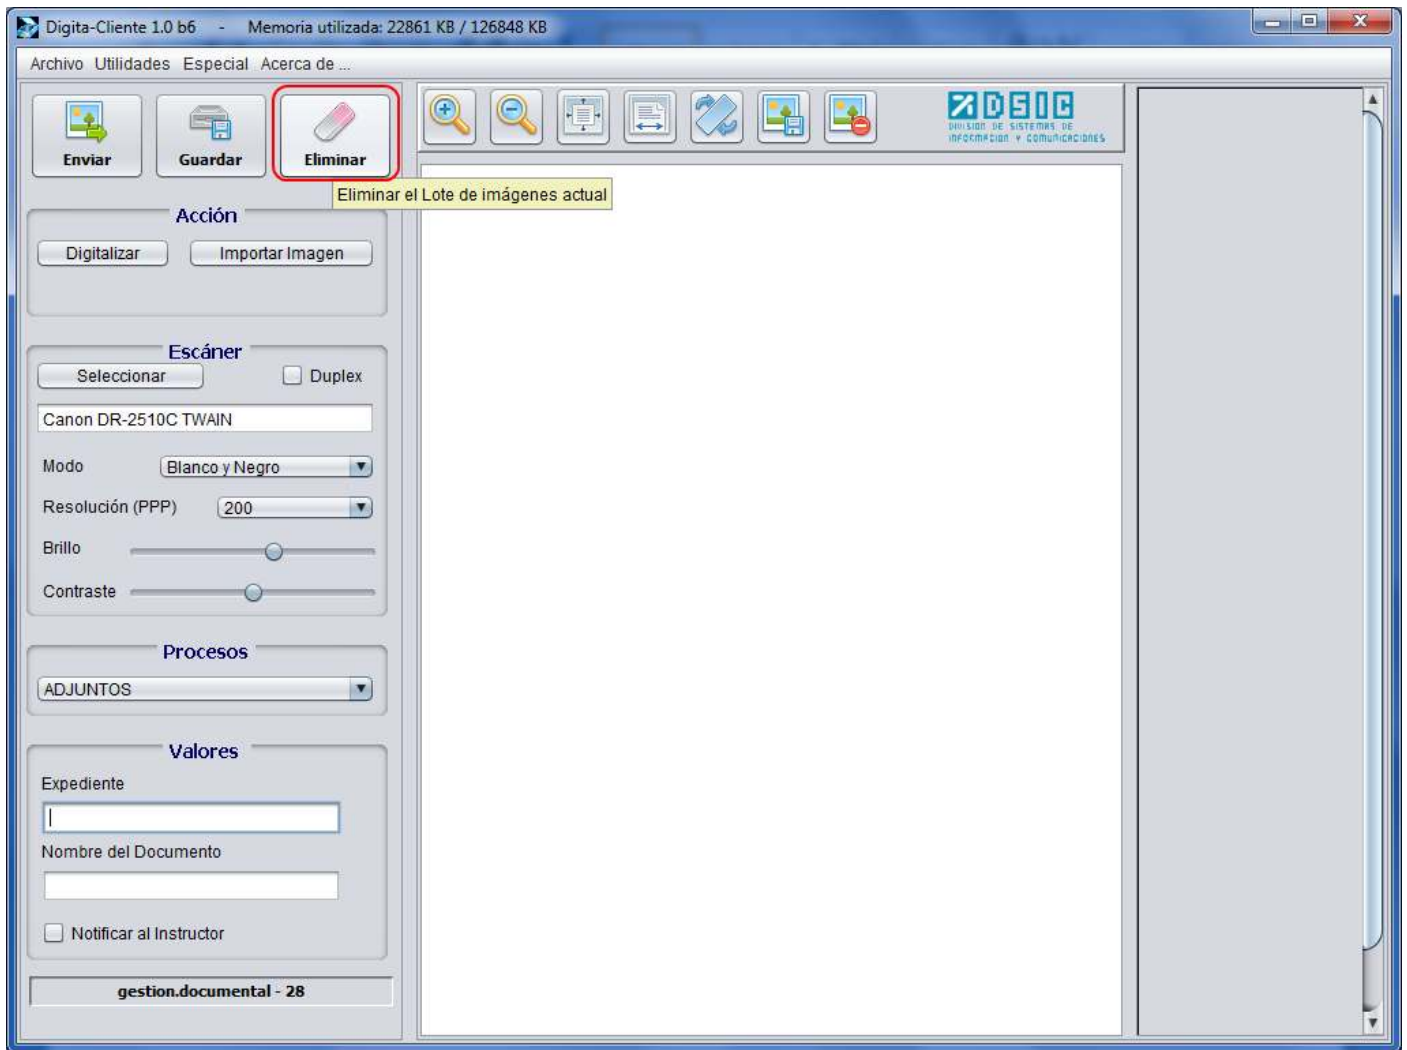 Digita-Cliente 1.0 b6 - Memoria utilizada: 22861 KB / 126848 KB
Archivo Utilidades Especial Acerca de ...
Enviar Guardar Eliminar
DSIC
DIVISION DE SISTEMAS DE
INFORMACION Y COMUNICACIONES
Eliminar el Lote de imágenes actual
Acción
Digitalizar Importar Imagen
Escáner
Seleccionar Duplex
Canon DR-2510C TWAIN
Modo Blanco y Negro
Resolución (PPP) 200
Brillo
Contraste
Procesos
ADJUNTOS
Valores
Expediente
Nombre del Documento
Notificar al Instructor
gestion.documental - 28